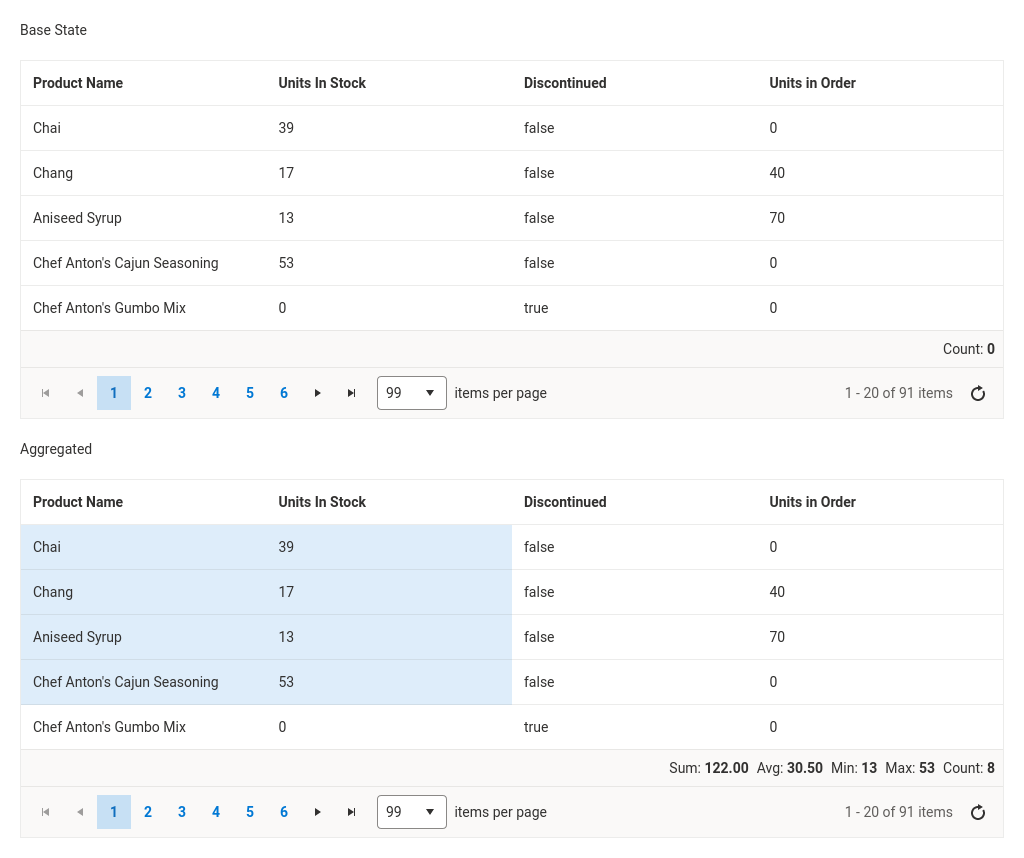 Base State
Product Name Units In Stock Discontinued Units in Order
Chai 39 false 0
Chang 17 false 40
Aniseed Syrup 13 false 70
Chef Anton's Cajun Seasoning 53 false 0
Chef Anton's Gumbo Mix 0 true 0
Count: 0
1 2 3 4 5 6 99 items per page 1 - 20 of 91 items
Aggregated
Product Name Units In Stock Discontinued Units in Order
Chai 39 false 0
Chang 17 false 40
Aniseed Syrup 13 false 70
Chef Anton's Cajun Seasoning 53 false 0
Chef Anton's Gumbo Mix 0 true 0
Sum: 122.00 Avg: 30.50 Min: 13 Max: 53 Count: 8
1 2 3 4 5 6 99 items per page 1 - 20 of 91 items